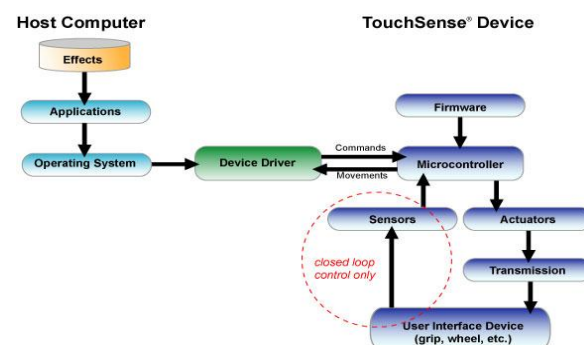 Host Computer
TouchSense® Device
Effects
Applications
Firmware
Operating System
Device Driver
Commands
Movements
Microcontroller
Sensors
Actuators
closed loop
control only
Transmission
User Interface Device
(grip, wheel, etc.)